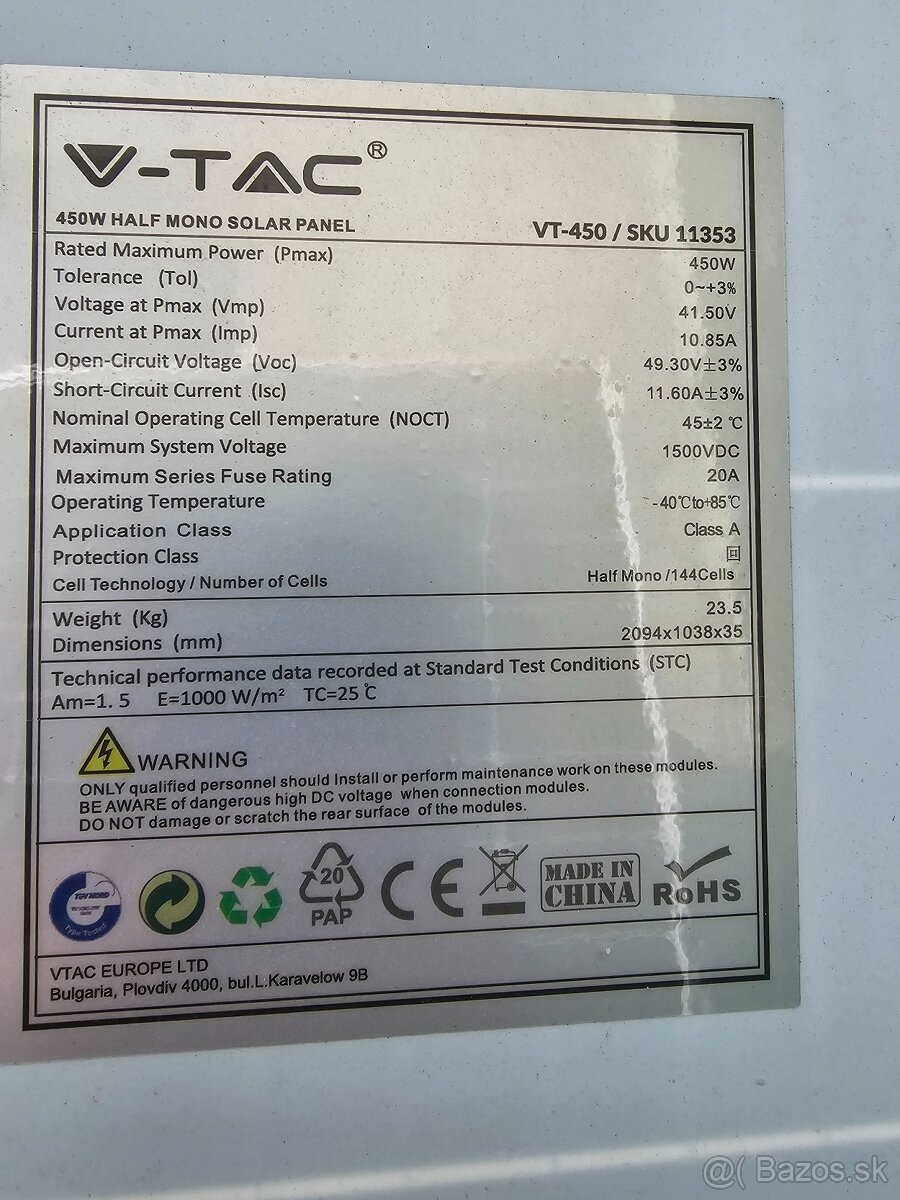 V-TAC®
450W HALF MONO SOLAR PANEL VT-450 / SKU 11353
Rated Maximum Power (Pmax) 450W
Tolerance (Tol) 0~+3%
Voltage at Pmax (Vmp) 41.50V
Current at Pmax (Imp) 10.85A
Open-Circuit Voltage (Voc) 49.30V±3%
Short-Circuit Current (Isc) 11.60A±3%
Nominal Operating Cell Temperature (NOCT) 45±2 ℃
Maximum System Voltage 1500VDC
Maximum Series Fuse Rating 20A
Operating Temperature -40℃to+85℃
Application Class Class A
Protection Class
Cell Technology / Number of Cells Half Mono /144Cells
Weight (Kg) 23.5
Dimensions (mm) 2094x1038x35
Technical performance data recorded at Standard Test Conditions (STC)
Am=1. 5 E=1000 W/m² TC=25℃
WARNING
ONLY qualified personnel should Install or perform maintenance work on these modules.
BE AWARE of dangerous high DC voltage when connection modules.
DO NOT damage or scratch the rear surface of the modules.
TÜV NORD
Type Tested
20
PAP
CE
MADE IN
CHINA
RoHS
VTAC EUROPE LTD
Bulgaria, Plovdiv 4000, bul.L.Karavelow 9B
@( Bazos.sk